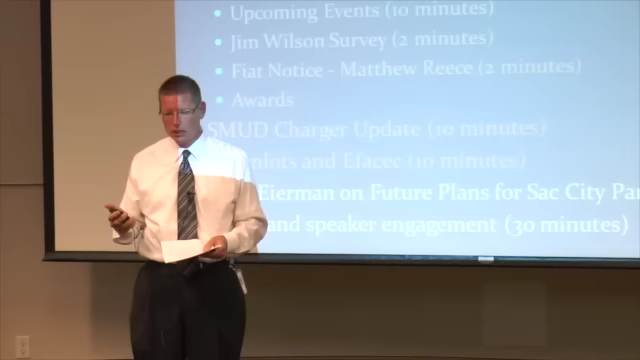 • Upcoming Events (10 minutes)
• Jim Wilson Survey (2 minutes)
• Fiat Notice - Matthew Reece (2 minutes)
• Awards
SMUD Charger Update (10 minutes)
and Efacec (10 minutes)
Eierman on Future Plans for Sac City
and speaker engagement (30 minutes)